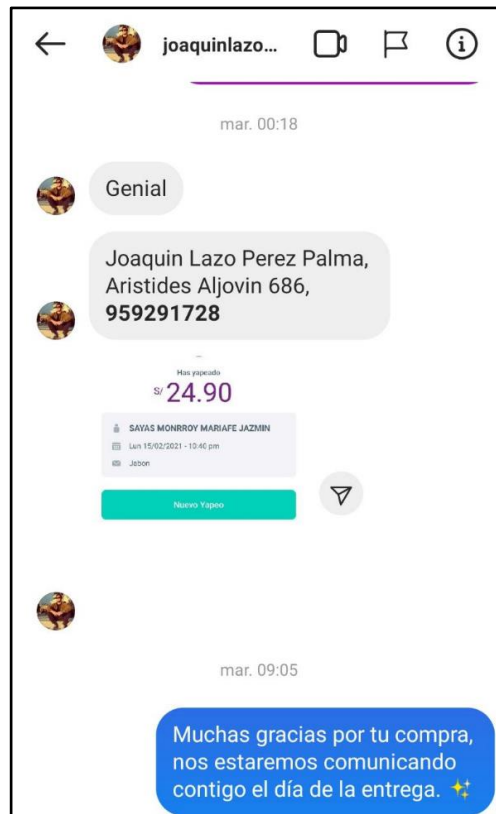 joaquinlazo...
mar. 00:18
Genial
Joaquin Lazo Perez Palma,
Aristides Aljovin 686,
959291728
Has yapeado
S/ 24.90
SAYAS MONRROY MARIAFE JAZMIN
Lun 15/02/2021 - 10:40 pm
Jabon
Nuevo Yapeo
mar. 09:05
Muchas gracias por tu compra,
nos estaremos comunicando
contigo el día de la entrega. ✨